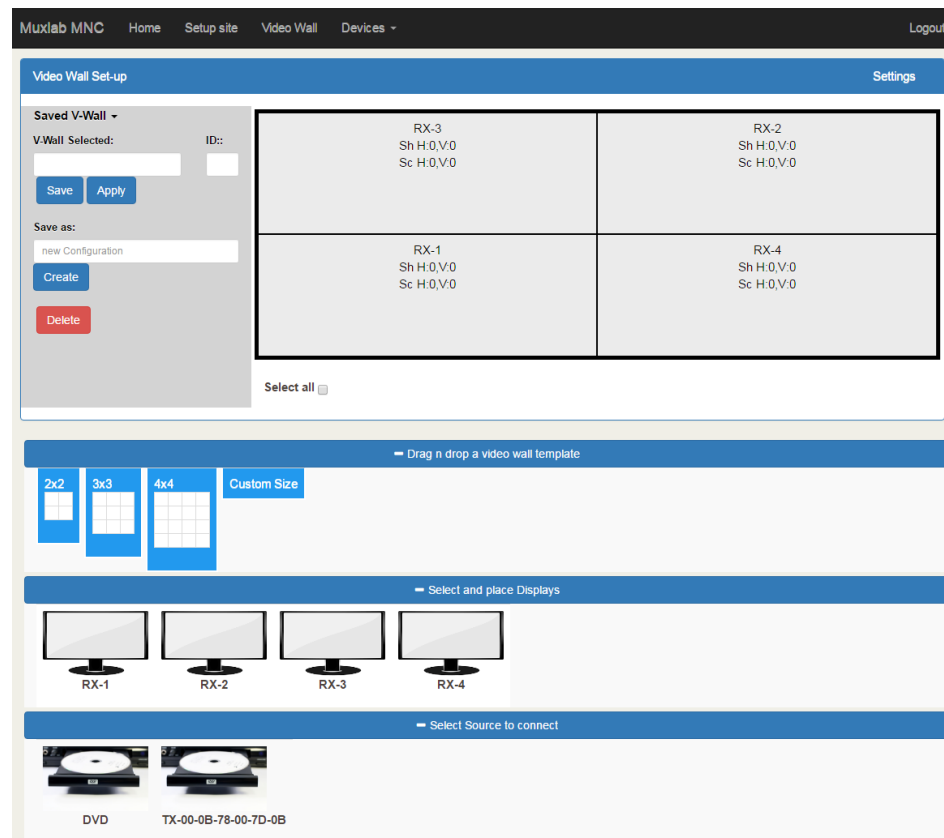 Muxlab MNC Home Setup site Video Wall Devices Logout
Video Wall Set-up Settings
Saved V-Wall
V-Wall Selected: ID::
Save Apply
Save as:
new Configuration
Create
Delete
RX-3
Sh H:0,V:0
Sc H:0,V:0
RX-2
Sh H:0,V:0
Sc H:0,V:0
RX-1
Sh H:0,V:0
Sc H:0,V:0
RX-4
Sh H:0,V:0
Sc H:0,V:0
Select all
Drag n drop a video wall template
2x2 3x3 4x4 Custom Size
Select and place Displays
RX-1 RX-2 RX-3 RX-4
Select Source to connect
DVD TX-00-0B-78-00-7D-0B